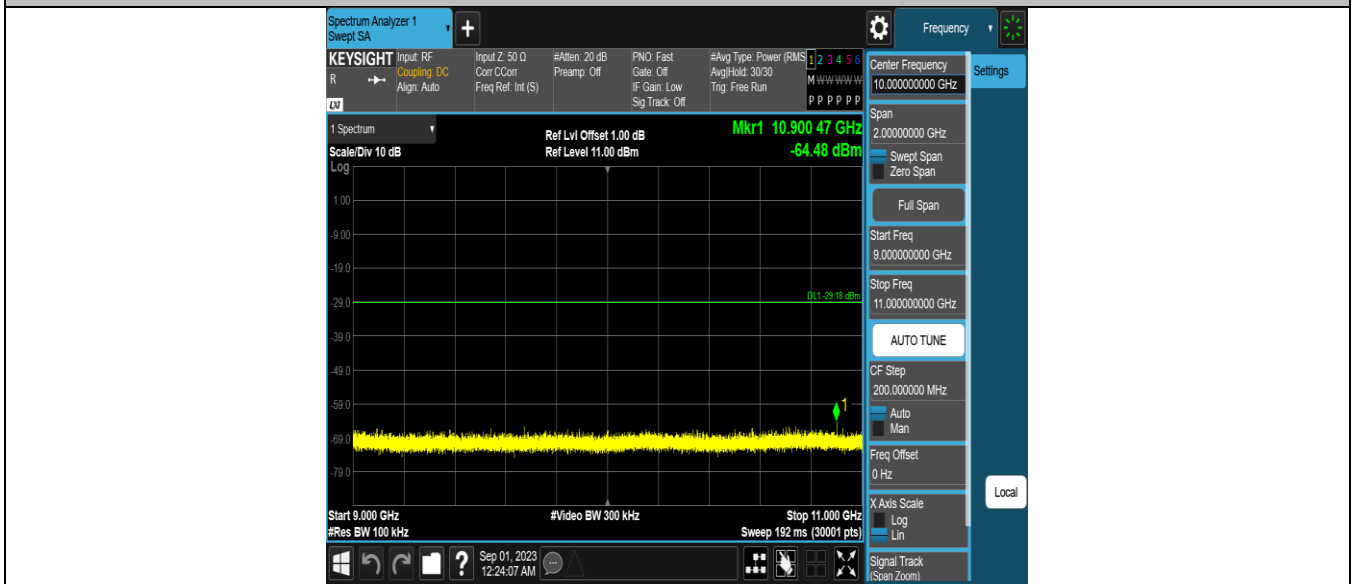 Spectrum Analyzer 1
Swept SA
Frequency
KEYSIGHT
R
LXI
Input: RF
Coupling: DC
Align: Auto
Input Z: 50 Ω
Corr CCorr
Freq Ref: Int (S)
#Atten: 20 dB
Preamp: Off
PNO: Fast
Gate: Off
IF Gain: Low
Sig Track: Off
#Avg Type: Power (RMS
Avg|Hold: 30/30
Trig: Free Run
1 2 3 4 5 6
M W W W W W
P P P P P P
1 Spectrum
Scale/Div 10 dB
Ref Lvl Offset 1.00 dB
Ref Level 11.00 dBm
Mkr1 10.900 47 GHz
-64.48 dBm
Log
1.00
-9.00
-19.0
-29.0
-39.0
-49.0
-59.0
-69.0
-79.0
DL1 -29.18 dBm
1
Start 9.000 GHz
#Res BW 100 kHz
#Video BW 300 kHz
Stop 11.000 GHz
Sweep 192 ms (30001 pts)
Sep 01, 2023
12:24:07 AM
Center Frequency
10.000000000 GHz
Span
2.00000000 GHz
Swept Span
Zero Span
Full Span
Start Freq
9.000000000 GHz
Stop Freq
11.000000000 GHz
AUTO TUNE
CF Step
200.000000 MHz
Auto
Man
Freq Offset
0 Hz
X Axis Scale
Log
Lin
Signal Track
(Span Zoom)
Settings
Local